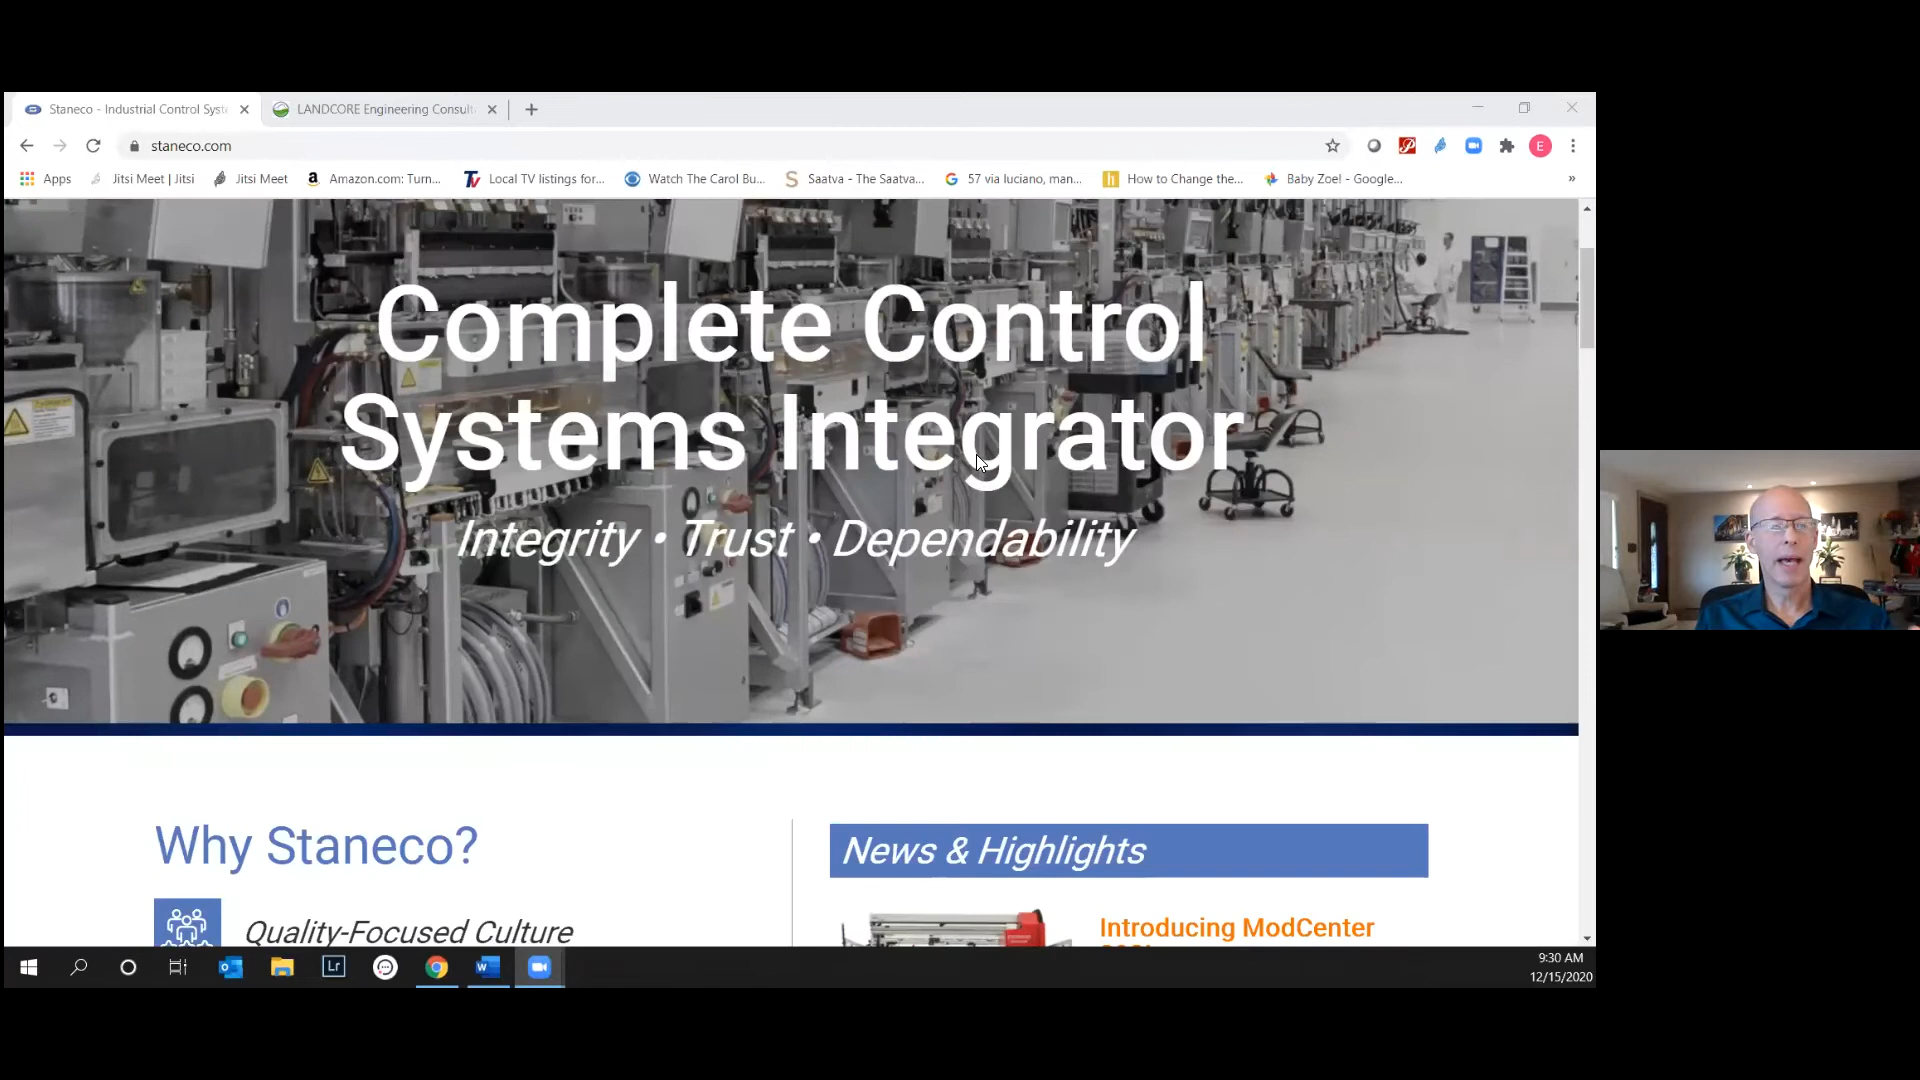 Staneco - Industrial Control Syst
LANDCORE Engineering Consult
staneco.com
E
Apps
Jitsi Meet | Jitsi
Jitsi Meet
Amazon.com: Turn...
Local TV listings for...
Watch The Carol Bu...
Saatva - The Saatva...
57 via luciano, man...
How to Change the...
Baby Zoe! - Google...
»
Complete Control
Systems Integrator
Integrity • Trust • Dependability
Why Staneco?
Quality-Focused Culture
News & Highlights
Introducing ModCenter
Lr
9:30 AM
12/15/2020